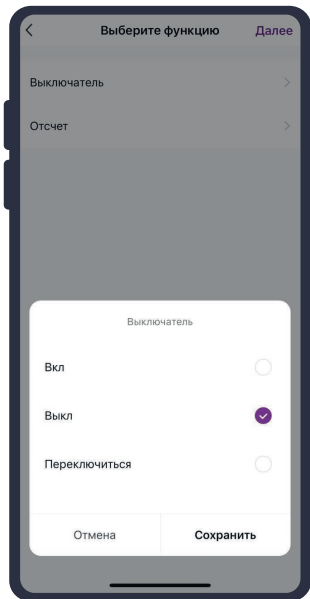 Выберите функцию Далее
Выключатель
Отсчет
Выключатель
Вкл
Выкл
Переключиться
Отмена Сохранить